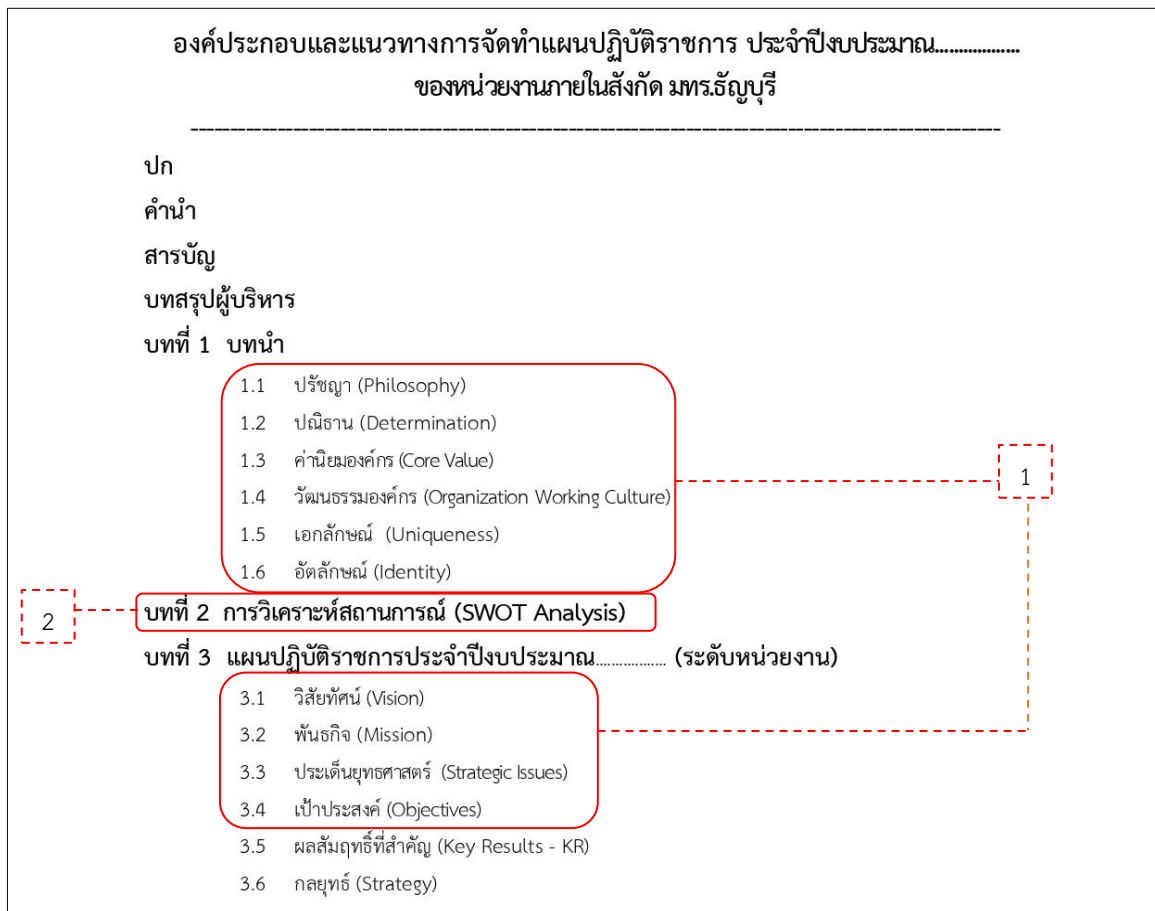 องค์ประกอบและแนวทางการจัดทำแผนปฏิบัติราชการ ประจำปีงบประมาณ..................
ของหน่วยงานภายในสังกัด มทร.ธัญบุรี
------------------------------------------------------------------------------------------------------
ปก
คำนำ
สารบัญ
บทสรุปผู้บริหาร
บทที่ 1 บทนำ
1.1 ปรัชญา (Philosophy)
1.2 ปณิธาน (Determination)
1.3 ค่านิยมองค์กร (Core Value)
1.4 วัฒนธรรมองค์กร (Organization Working Culture)
1
1.5 เอกลักษณ์ (Uniqueness)
1.6 อัตลักษณ์ (Identity)
2
บทที่ 2 การวิเคราะห์สถานการณ์ (SWOT Analysis)
บทที่ 3 แผนปฏิบัติราชการประจำปีงบประมาณ.................. (ระดับหน่วยงาน)
3.1 วิสัยทัศน์ (Vision)
3.2 พันธกิจ (Mission)
3.3 ประเด็นยุทธศาสตร์ (Strategic Issues)
3.4 เป้าประสงค์ (Objectives)
3.5 ผลสัมฤทธิ์ที่สำคัญ (Key Results - KR)
3.6 กลยุทธ์ (Strategy)